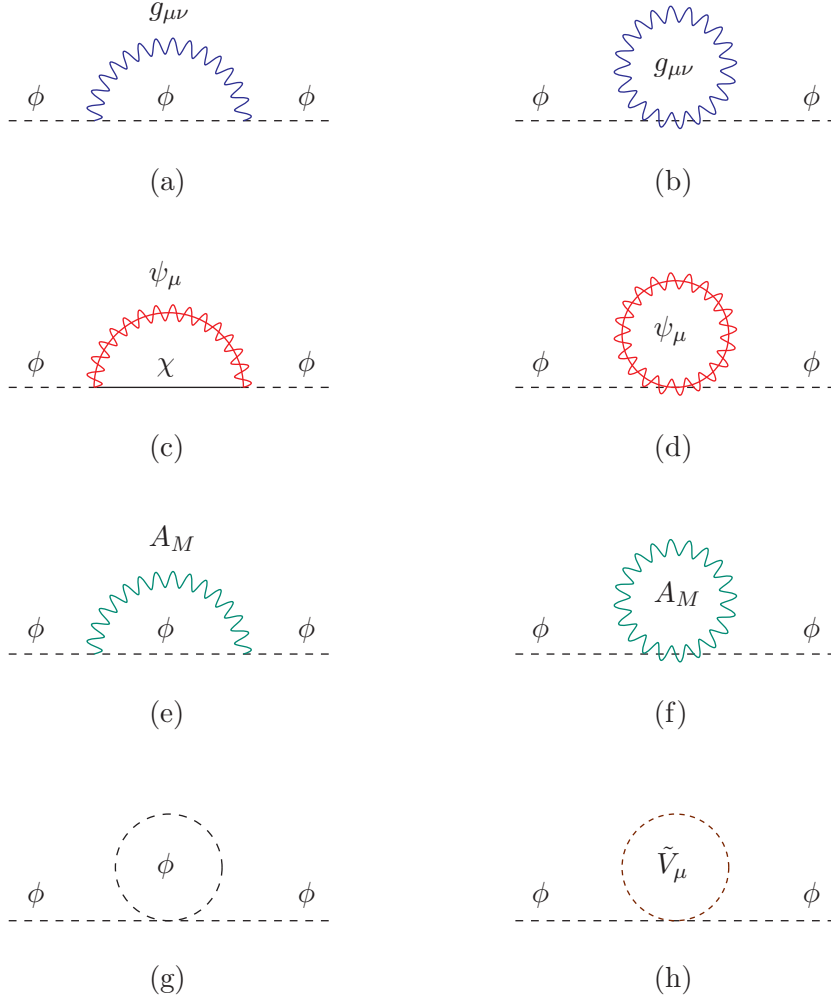 g_{μν}
ϕ ϕ ϕ
(a)
g_{μν}
ϕ ϕ
(b)
ψ_μ
ϕ χ ϕ
(c)
ψ_μ
ϕ ϕ
(d)
A_M
ϕ ϕ ϕ
(e)
A_M
ϕ ϕ
(f)
ϕ
ϕ ϕ
(g)
Ṽ_μ
ϕ ϕ
(h)